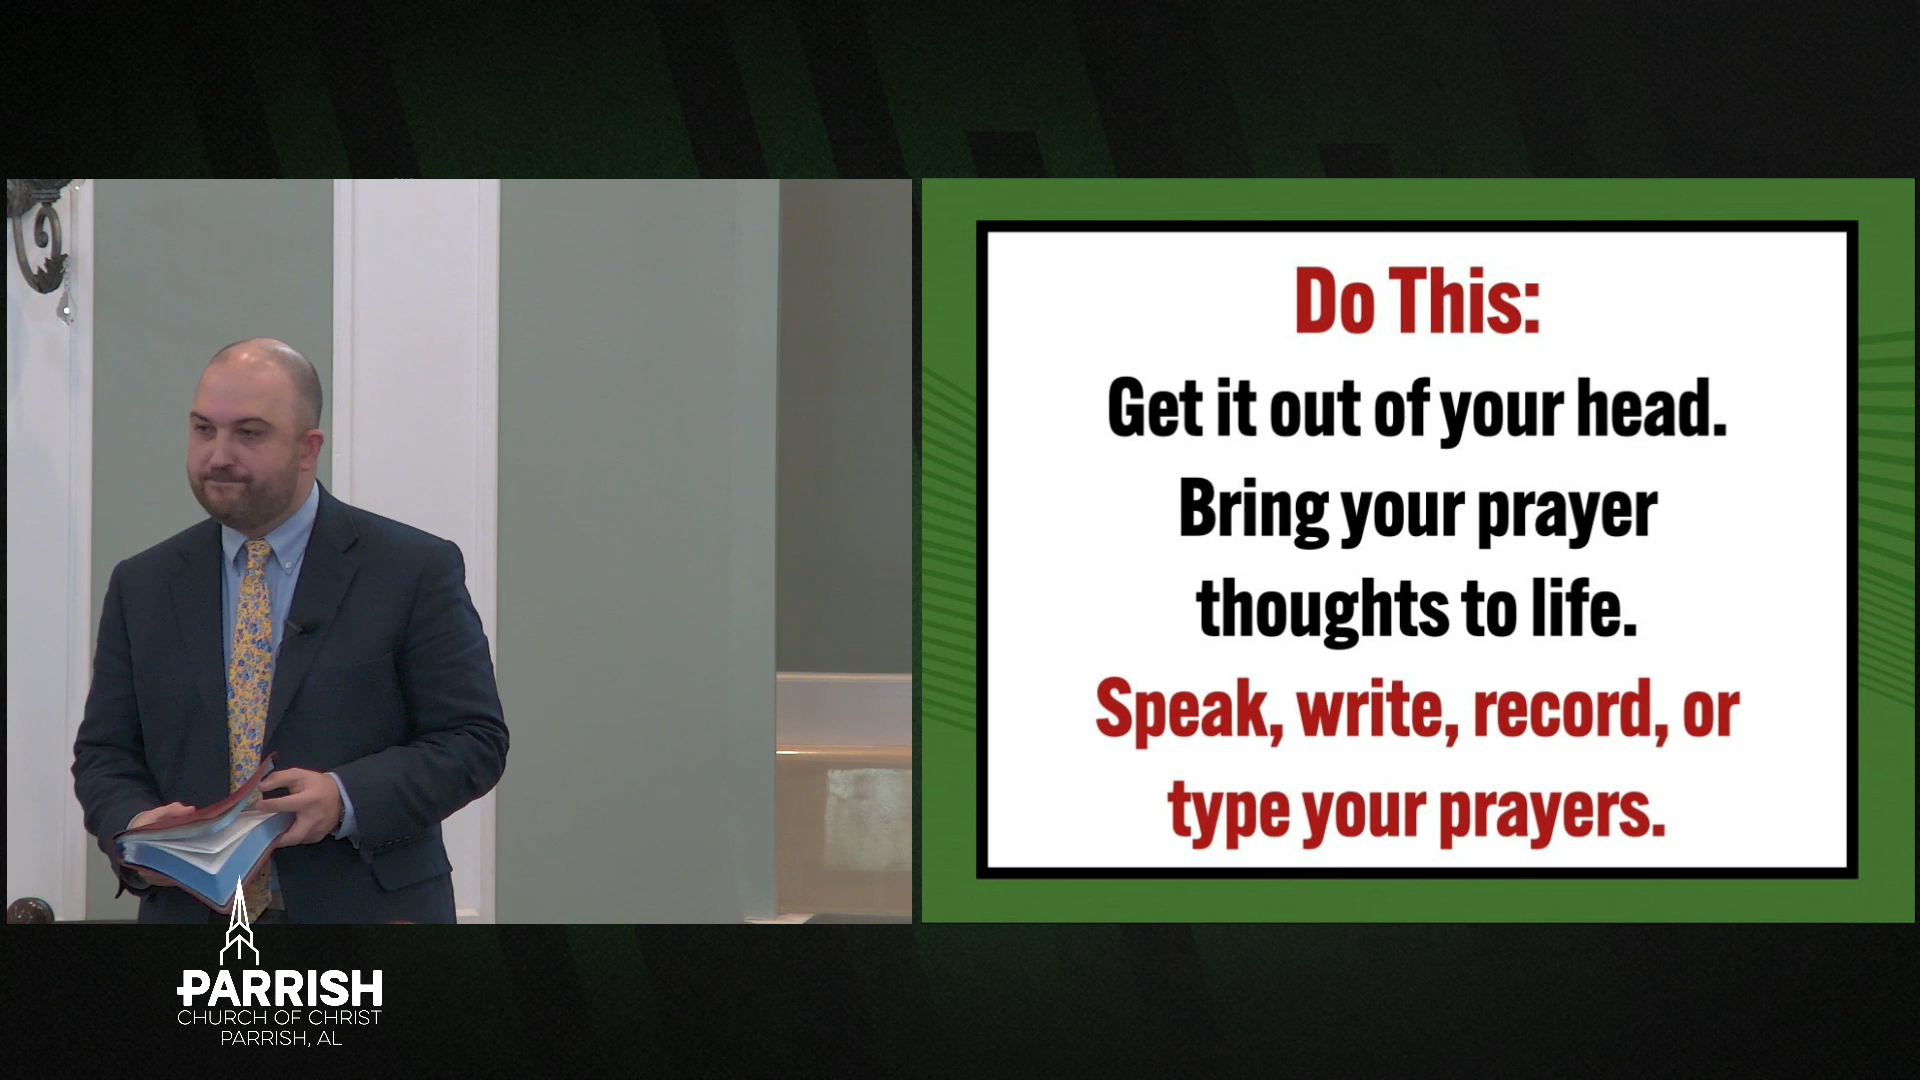 Do This:
Get it out of your head.
Bring your prayer
thoughts to life.
Speak, write, record, or
type your prayers.
PARRISH
CHURCH OF CHRIST
PARRISH, AL